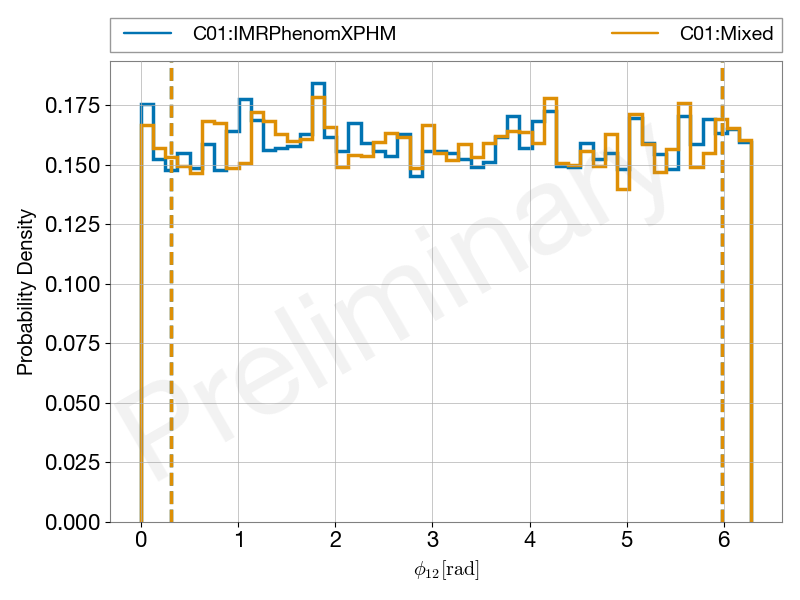 C01:IMRPhenomXPHM C01:Mixed
Probability Density
0.175
0.150
0.125
0.100
0.075
0.050
0.025
0.000
Preliminary
0 1 2 3 4 5 6
ϕ₁₂[rad]